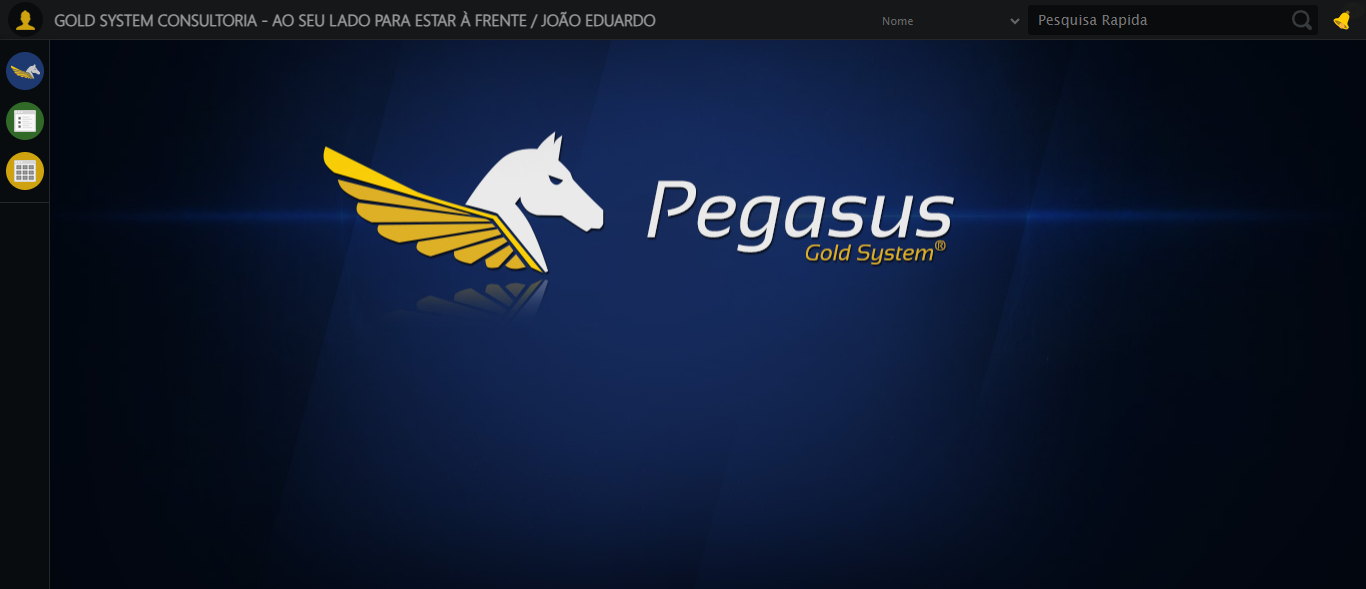 GOLD SYSTEM CONSULTORIA - AO SEU LADO PARA ESTAR À FRENTE / JOÃO EDUARDO
Nome
Pesquisa Rapida
Pegasus
Gold System®